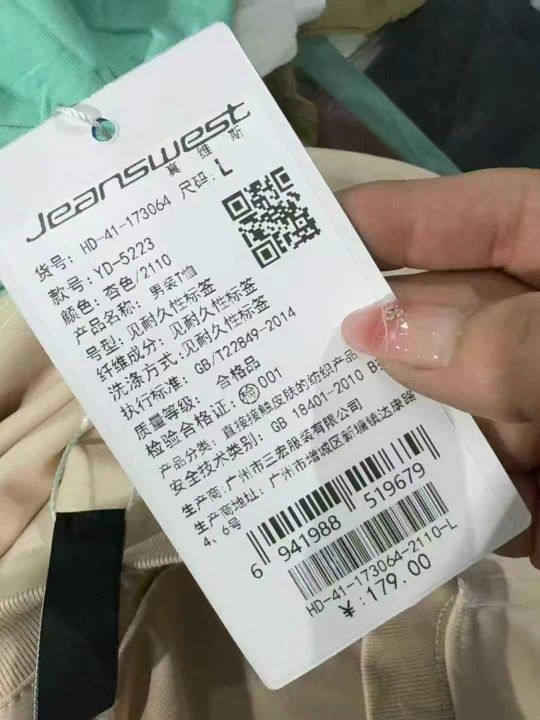 Jeanswest
真 维 斯
货号: HD-41-173064 尺码: L
款号: YD-5223
颜色: 杏色/2110
产品名称: 男装T恤
号型: 见耐久性标签
纤维成分: 见耐久性标签
洗涤方式: 见耐久性标签
执行标准: GB/T22849-2014
质量等级: 合格品
检验合格证: 001
产品分类: 直接接触皮肤的纺织产品
安全技术类别: GB 18401-2010 B
生产商: 广州市三宏服装有限公司
生产商地址: 广州市增城区新塘镇达康路
4、6号
6 941988 519679
HD-41-173064-2110-L
¥:179.00